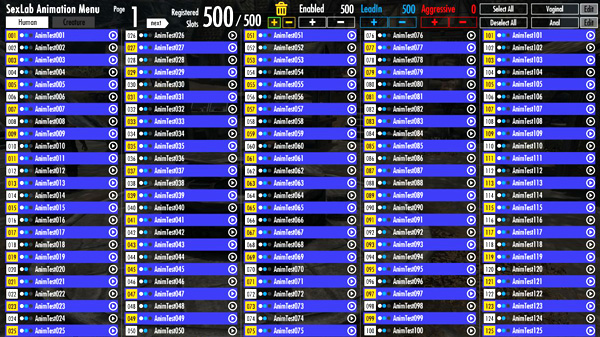 SexLab Animation Menu Page 1 next Registered Slots 500 / 500 + - Enabled 500 + - LeadIn 500 + - Aggressive 0 + - Select All Vaginal Edit
Human Creature Deselect All Anal Edit
001 AnimTest001 026 AnimTest026 051 AnimTest051 076 AnimTest076 101 AnimTest101
002 AnimTest002 027 AnimTest027 052 AnimTest052 077 AnimTest077 102 AnimTest102
003 AnimTest003 028 AnimTest028 053 AnimTest053 078 AnimTest078 103 AnimTest103
004 AnimTest004 029 AnimTest029 054 AnimTest054 079 AnimTest079 104 AnimTest104
005 AnimTest005 030 AnimTest030 055 AnimTest055 080 AnimTest080 105 AnimTest105
006 AnimTest006 031 AnimTest031 056 AnimTest056 081 AnimTest081 106 AnimTest106
007 AnimTest007 032 AnimTest032 057 AnimTest057 082 AnimTest082 107 AnimTest107
008 AnimTest008 033 AnimTest033 058 AnimTest058 083 AnimTest083 108 AnimTest108
009 AnimTest009 034 AnimTest034 059 AnimTest059 084 AnimTest084 109 AnimTest109
010 AnimTest010 035 AnimTest035 060 AnimTest060 085 AnimTest085 110 AnimTest110
011 AnimTest011 036 AnimTest036 061 AnimTest061 086 AnimTest086 111 AnimTest111
012 AnimTest012 037 AnimTest037 062 AnimTest062 087 AnimTest087 112 AnimTest112
013 AnimTest013 038 AnimTest038 063 AnimTest063 088 AnimTest088 113 AnimTest113
014 AnimTest014 039 AnimTest039 064 AnimTest064 089 AnimTest089 114 AnimTest114
015 AnimTest015 040 AnimTest040 065 AnimTest065 090 AnimTest090 115 AnimTest115
016 AnimTest016 041 AnimTest041 066 AnimTest066 091 AnimTest091 116 AnimTest116
017 AnimTest017 042 AnimTest042 067 AnimTest067 092 AnimTest092 117 AnimTest117
018 AnimTest018 043 AnimTest043 068 AnimTest068 093 AnimTest093 118 AnimTest118
019 AnimTest019 044 AnimTest044 069 AnimTest069 094 AnimTest094 119 AnimTest119
020 AnimTest020 045 AnimTest045 070 AnimTest070 095 AnimTest095 120 AnimTest120
021 AnimTest021 046 AnimTest046 071 AnimTest071 096 AnimTest096 121 AnimTest121
022 AnimTest022 047 AnimTest047 072 AnimTest072 097 AnimTest097 122 AnimTest122
023 AnimTest023 048 AnimTest048 073 AnimTest073 098 AnimTest098 123 AnimTest123
024 AnimTest024 049 AnimTest049 074 AnimTest074 099 AnimTest099 124 AnimTest124
025 AnimTest025 050 AnimTest050 075 AnimTest075 100 AnimTest100 125 AnimTest125